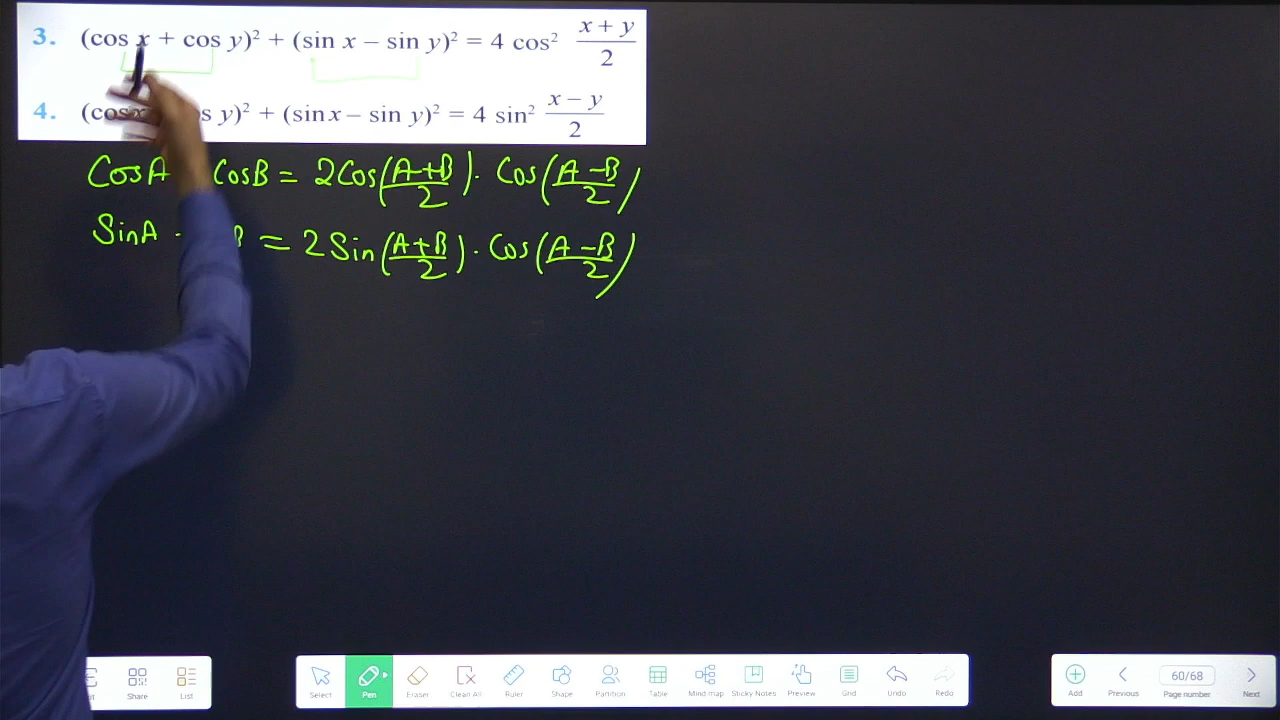 3. (cos x + cos y)² + (sin x – sin y)² = 4 cos² x + y / 2
4. (cosx s y)² + (sin x – sin y)² = 4 sin² x – y / 2
CosA CosB = 2Cos(A+B / 2). Cos(A–B / 2)
SinA B = 2Sin(A+B / 2). Cos(A–B / 2)
Share List Select Pen Eraser Clean All Ruler Shape Partition Table Mind map Sticky Notes Preview Grid Undo Redo Add Previous 60/68 Page number Next